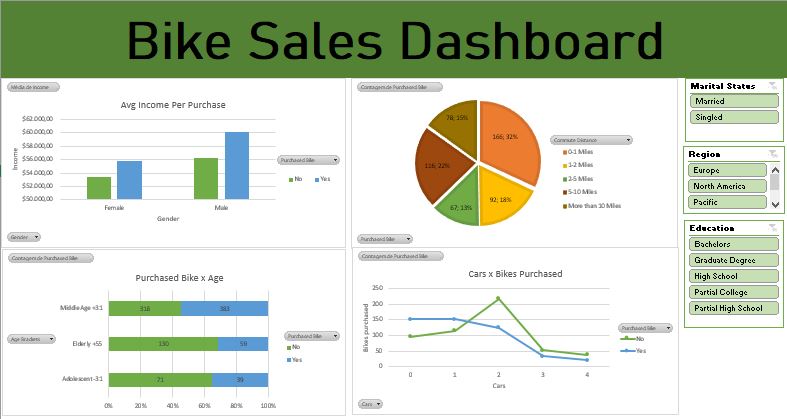 Bike Sales Dashboard
Média de Income
Avg Income Per Purchase
$62.000,00
$60.000,00
$58.000,00
$56.000,00
$54.000,00
$52.000,00
$50.000,00
Income
Female
Male
Gender
Purchased Bike
No
Yes
Gender
Contagem de Purchased Bike
78; 15%
166; 32%
116; 22%
67; 13%
92; 18%
Commute Distance
0-1 Miles
1-2 Miles
2-5 Miles
5-10 Miles
More than 10 Miles
Purchased Bike
Marital Status
Married
Singled
Region
Europe
North America
Pacific
Education
Bachelors
Graduate Degree
High School
Partial College
Partial High School
Contagem de Purchased Bike
Purchased Bike x Age
Middle Age +31
318
383
Elderly +55
130
59
Adolescent -31
71
39
0%
20%
40%
60%
80%
100%
Age Brackets
Purchased Bike
No
Yes
Contagem de Purchased Bike
Cars x Bikes Purchased
250
200
150
100
50
0
Bikes purchased
0
1
2
3
4
Cars
Purchased Bike
No
Yes
Cars